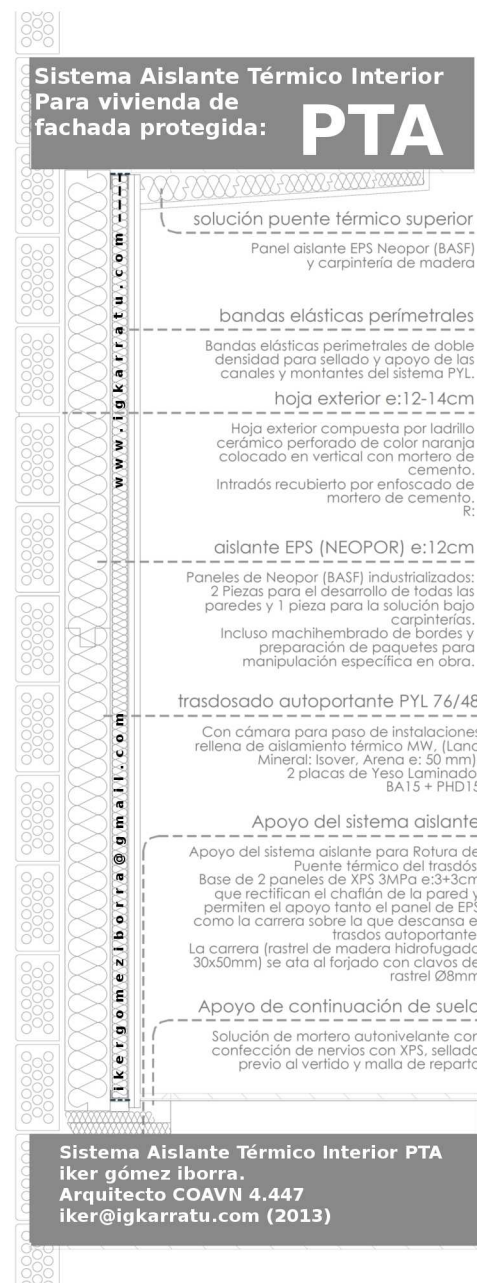 Sistema Aislante Térmico Interior
Para vivienda de
fachada protegida:
PTA
solución puente térmico superior
Panel aislante EPS Neopor (BASF)
y carpintería de madera
bandas elásticas perímetrales
Bandas elásticas perimetrales de doble
densidad para sellado y apoyo de las
canales y montantes del sistema PYL.
hoja exterior e:12-14cm
Hoja exterior compuesta por ladrillo
cerámico perforado de color naranja
colocado en vertical con mortero de
cemento.
Intradós recubierto por enfoscado de
mortero de cemento.
R:
aislante EPS (NEOPOR) e:12cm
Paneles de Neopor (BASF) industrializados:
2 Piezas para el desarrollo de todas las
paredes y 1 pieza para la solución bajo
carpinterías.
Incluso machihembrado de bordes y
preparación de paquetes para
manipulación específica en obra.
trasdosado autoportante PYL 76/48
Con cámara para paso de instalaciones
rellena de aislamiento térmico MW, (Lana
Mineral: Isover, Arena e: 50 mm)
2 placas de Yeso Laminado
BA15 + PHD15
Apoyo del sistema aislante
Apoyo del sistema aislante para Rotura de
Puente térmico del trasdós
Base de 2 paneles de XPS 3MPa e:3+3cm
que rectifican el chaflán de la pared y
permiten el apoyo tanto el panel de EPS
como la carrera sobre la que descansa el
trasdos autoportante
La carrera (rastrel de madera hidrofugada
30x50mm) se ata al forjado con clavos de
rastrel Ø8mm
Apoyo de continuación de suelo
Solución de mortero autonivelante con
confección de nervios con XPS, sellado
previo al vertido y malla de reparto
www.igkarratu.com
ikergomeziborra@gmail.com
Sistema Aislante Térmico Interior PTA
iker gómez iborra.
Arquitecto COAVN 4.447
iker@igkarratu.com (2013)